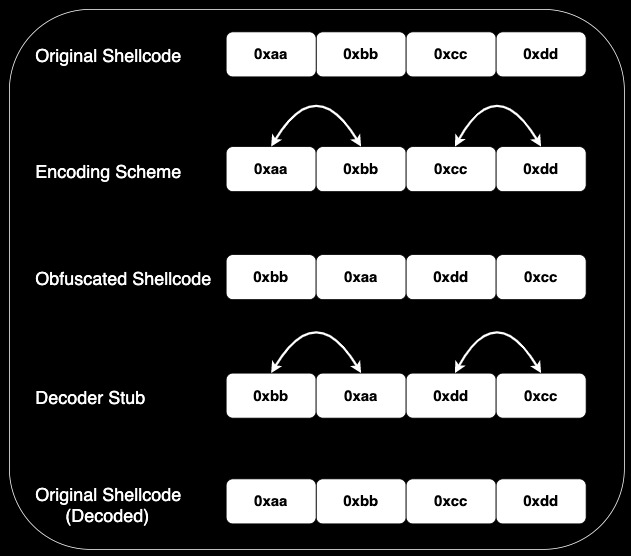 Original Shellcode 0xaa 0xbb 0xcc 0xdd
Encoding Scheme 0xaa 0xbb 0xcc 0xdd
Obfuscated Shellcode 0xbb 0xaa 0xdd 0xcc
Decoder Stub 0xbb 0xaa 0xdd 0xcc
Original Shellcode
(Decoded) 0xaa 0xbb 0xcc 0xdd